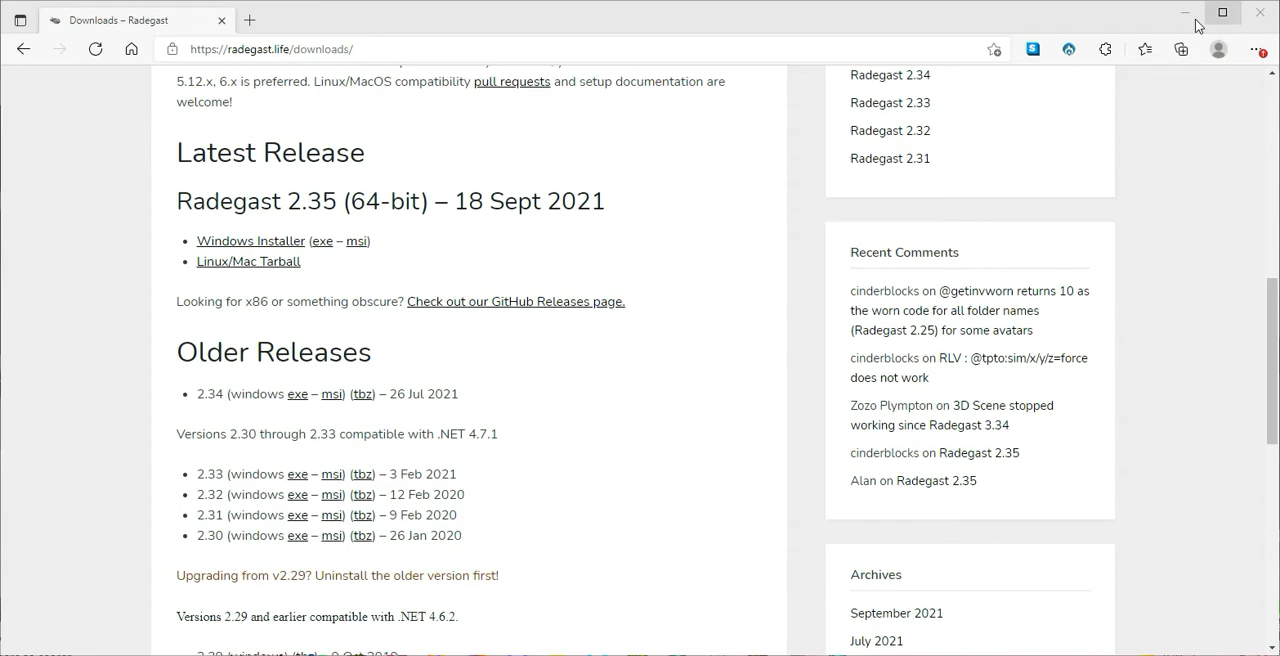 Downloads – Radegast
https://radegast.life/downloads/
5.12.x, 6.x is preferred. Linux/MacOS compatibility pull requests and setup documentation are
welcome!
Latest Release
Radegast 2.35 (64-bit) – 18 Sept 2021
Windows Installer (exe – msi)
Linux/Mac Tarball
Looking for x86 or something obscure? Check out our GitHub Releases page.
Older Releases
2.34 (windows exe – msi) (tbz) – 26 Jul 2021
Versions 2.30 through 2.33 compatible with .NET 4.7.1
2.33 (windows exe – msi) (tbz) – 3 Feb 2021
2.32 (windows exe – msi) (tbz) – 12 Feb 2020
2.31 (windows exe – msi) (tbz) – 9 Feb 2020
2.30 (windows exe – msi) (tbz) – 26 Jan 2020
Upgrading from v2.29? Uninstall the older version first!
Versions 2.29 and earlier compatible with .NET 4.6.2.
Radegast 2.34
Radegast 2.33
Radegast 2.32
Radegast 2.31
Recent Comments
cinderblocks on @getinvworn returns 10 as
the worn code for all folder names
(Radegast 2.25) for some avatars
cinderblocks on RLV : @tpto:sim/x/y/z=force
does not work
Zozo Plympton on 3D Scene stopped
working since Radegast 3.34
cinderblocks on Radegast 2.35
Alan on Radegast 2.35
Archives
September 2021
July 2021